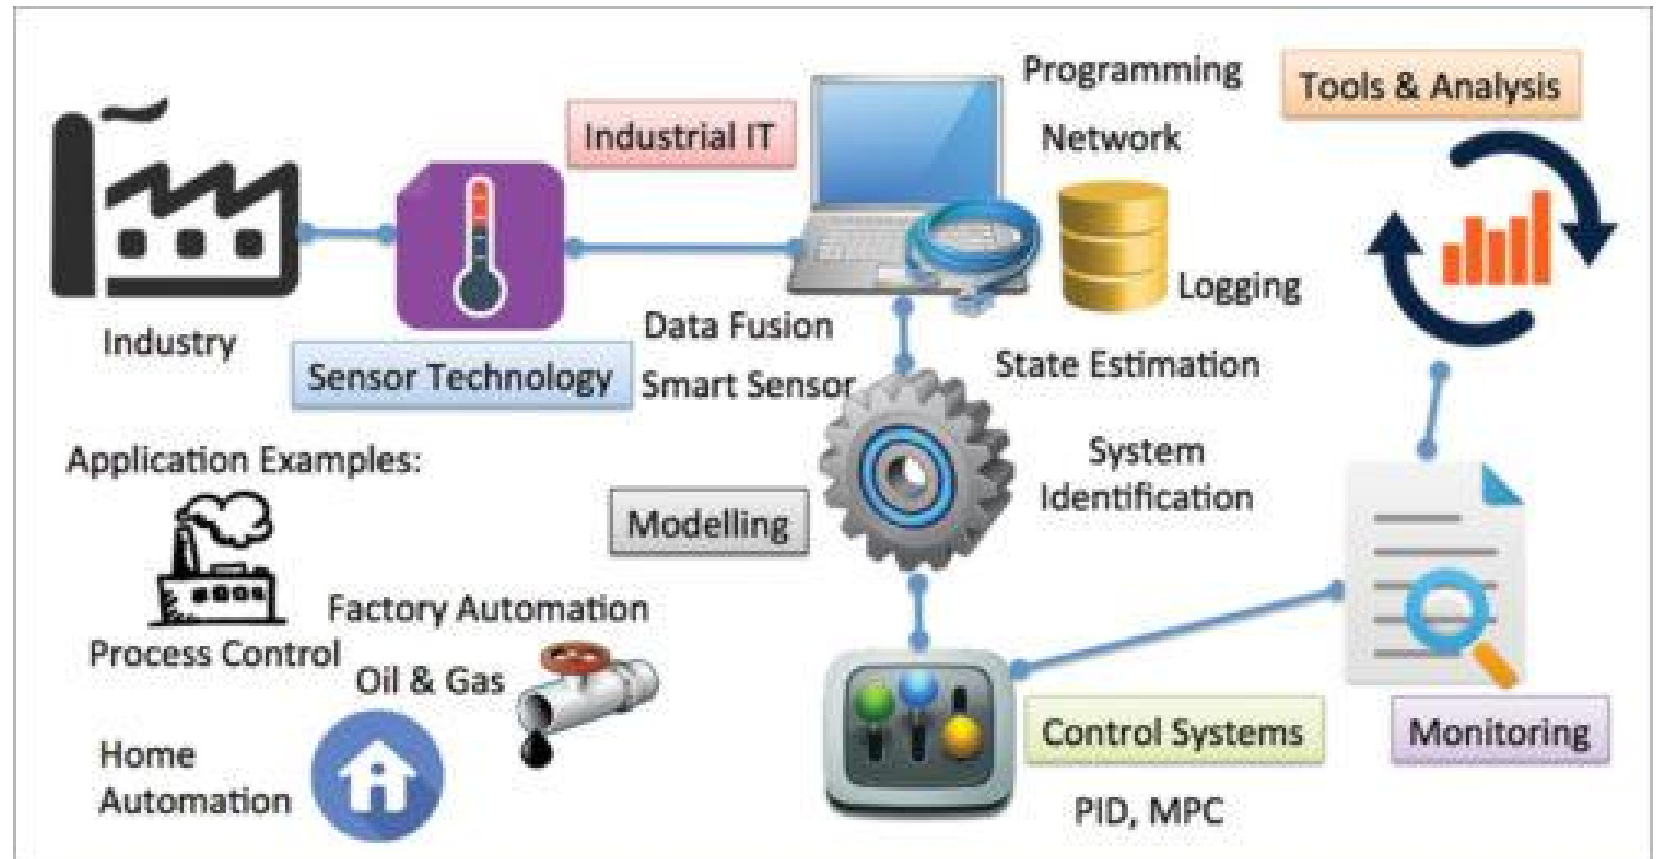 Programming
Tools & Analysis
Industrial IT
Network
Logging
Industry
Data Fusion
Sensor Technology
Smart Sensor
State Estimation
Application Examples:
System
Identification
Modelling
Factory Automation
Process Control
Oil & Gas
Home
Automation
Control Systems
Monitoring
PID, MPC